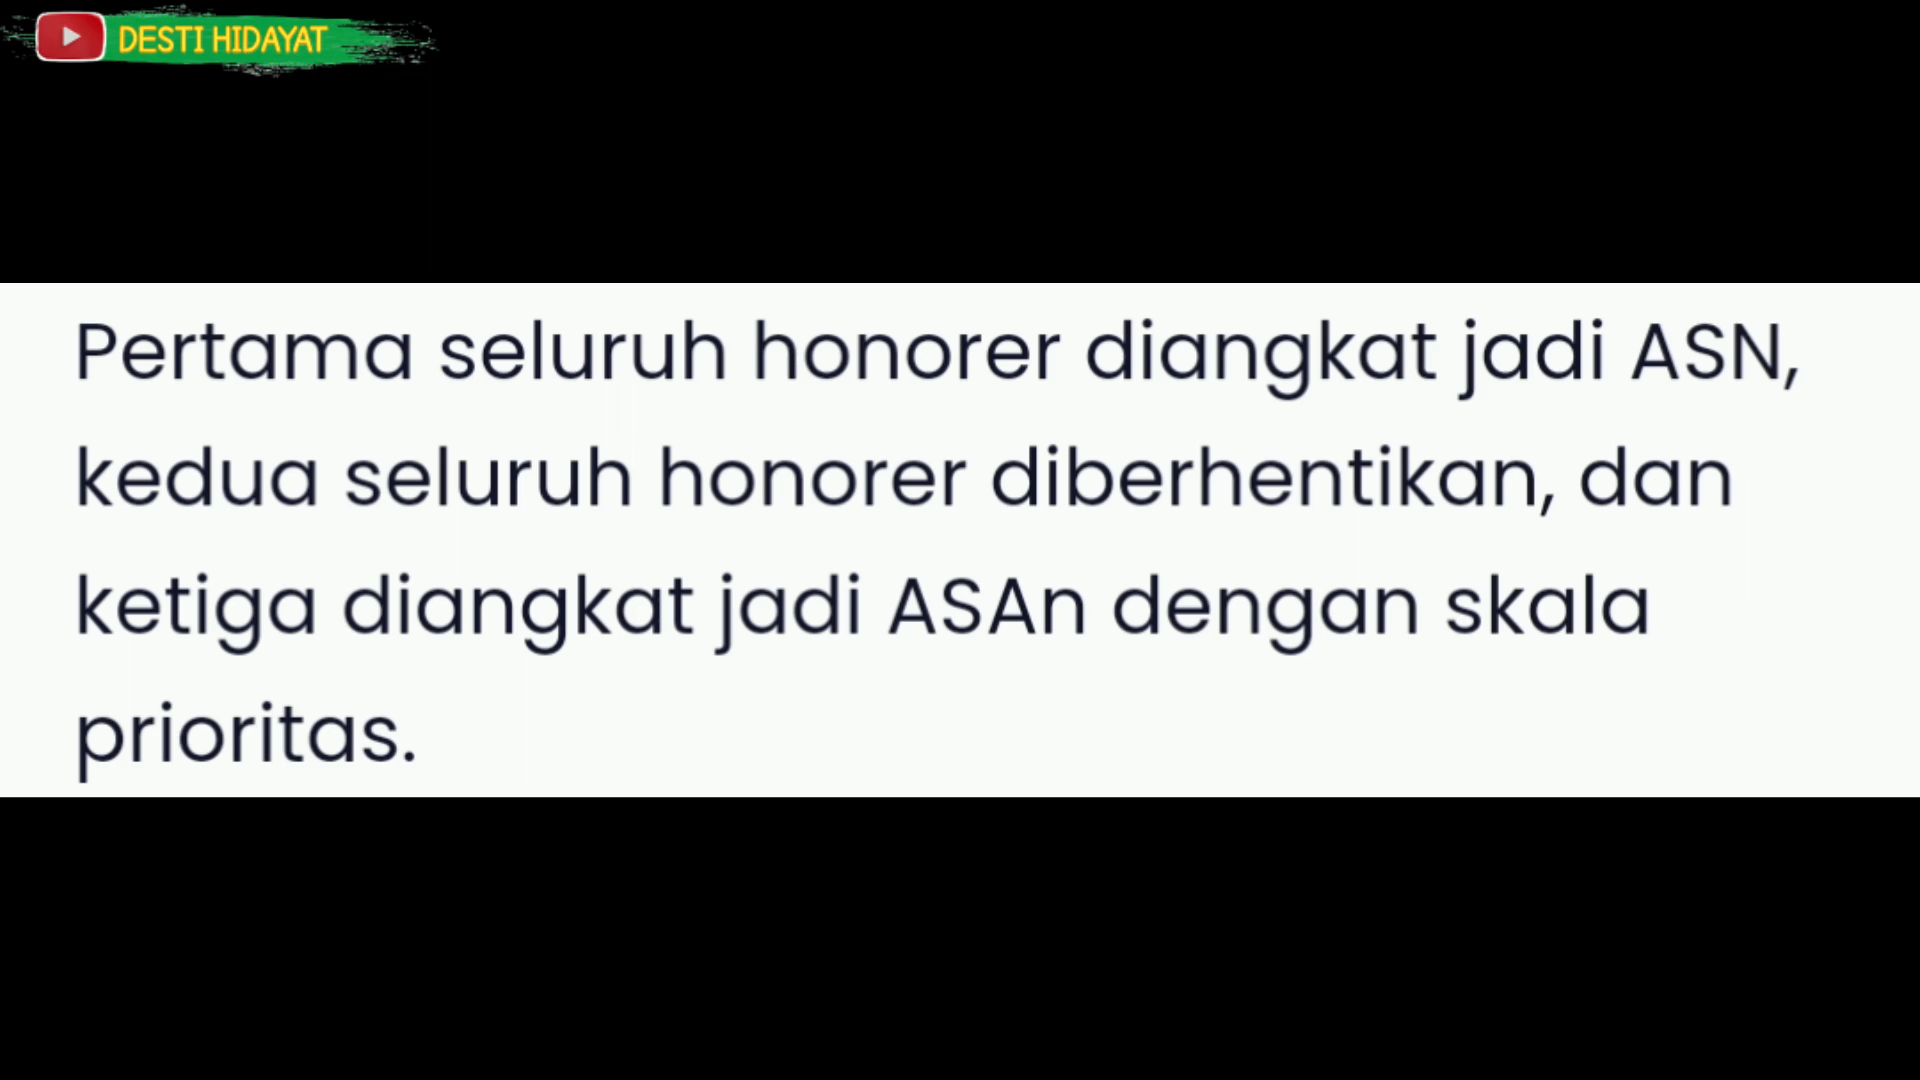 DESTI HIDAYAT
Pertama seluruh honorer diangkat jadi ASN,
kedua seluruh honorer diberhentikan, dan
ketiga diangkat jadi ASAn dengan skala
prioritas.